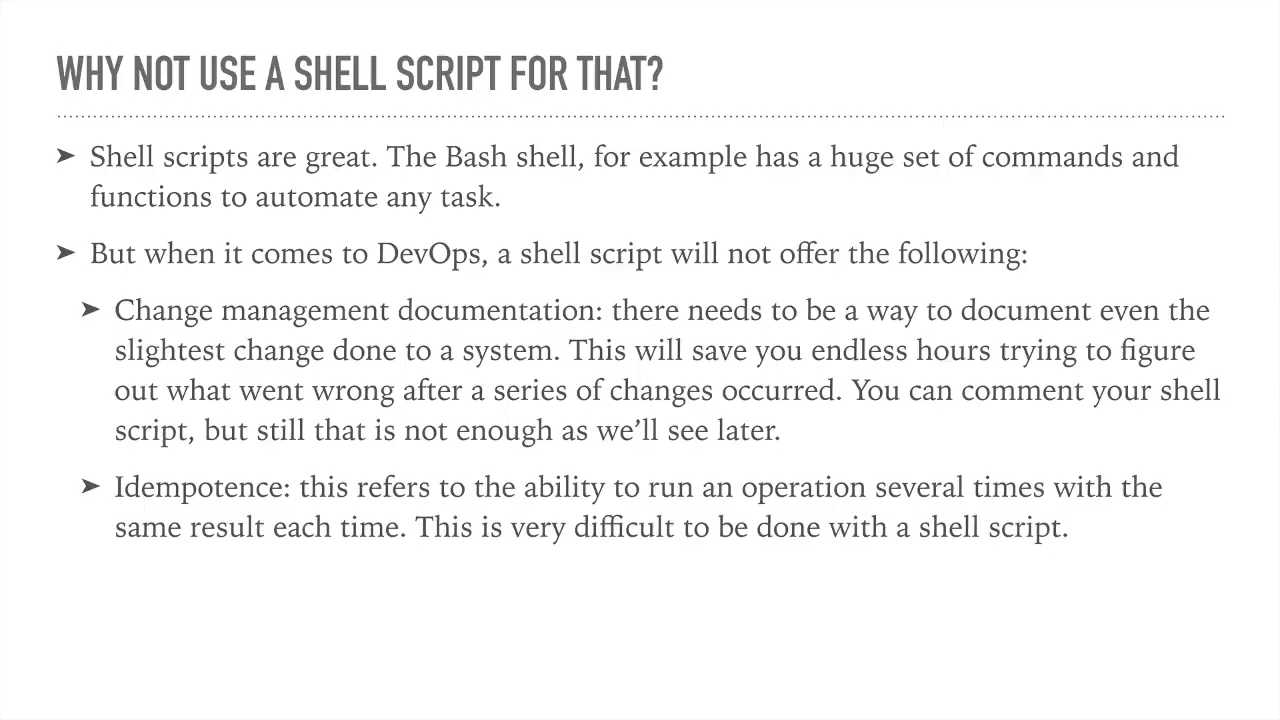 WHY NOT USE A SHELL SCRIPT FOR THAT?
➤ Shell scripts are great. The Bash shell, for example has a huge set of commands and
functions to automate any task.
➤ But when it comes to DevOps, a shell script will not offer the following:
➤ Change management documentation: there needs to be a way to document even the
slightest change done to a system. This will save you endless hours trying to figure
out what went wrong after a series of changes occurred. You can comment your shell
script, but still that is not enough as we’ll see later.
➤ Idempotence: this refers to the ability to run an operation several times with the
same result each time. This is very difficult to be done with a shell script.